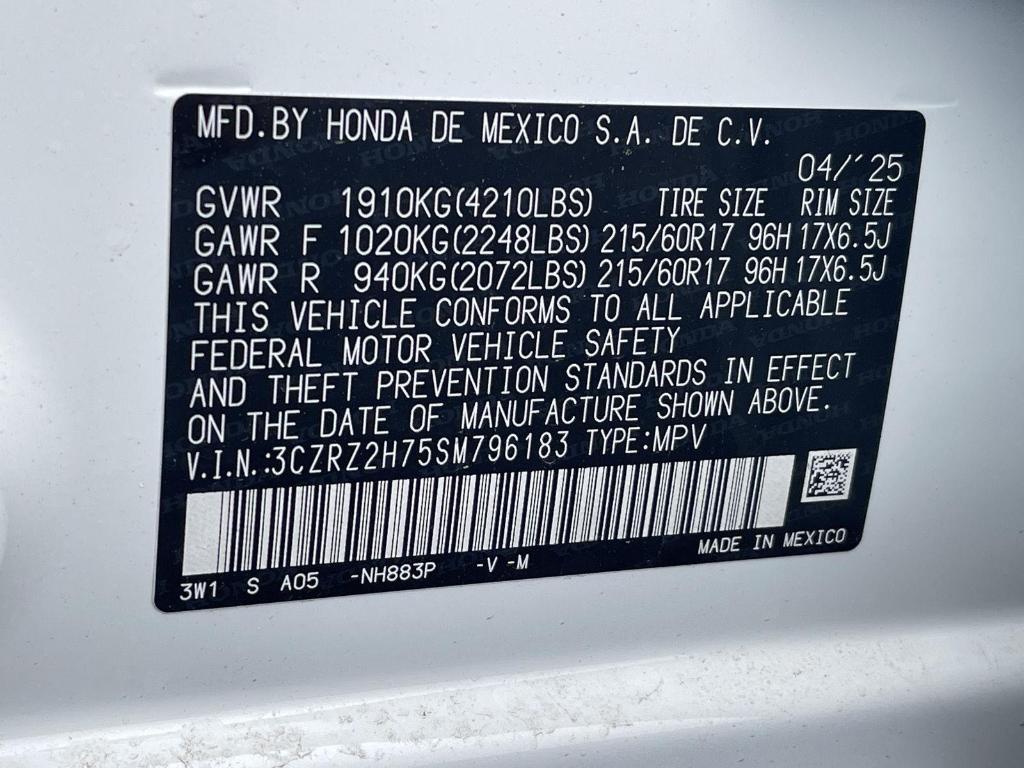 MFD.BY HONDA DE MEXICO S.A. DE C.V.
04/´25
GVWR 1910KG(4210LBS) TIRE SIZE RIM SIZE
GAWR F 1020KG(2248LBS) 215/60R17 96H 17X6.5J
GAWR R 940KG(2072LBS) 215/60R17 96H 17X6.5J
THIS VEHICLE CONFORMS TO ALL APPLICABLE
FEDERAL MOTOR VEHICLE SAFETY
AND THEFT PREVENTION STANDARDS IN EFFECT
ON THE DATE OF MANUFACTURE SHOWN ABOVE.
V.I.N.:3CZRZ2H75SM796183 TYPE:MPV
MADE IN MEXICO
3W1 S A05 -NH883P -V -M